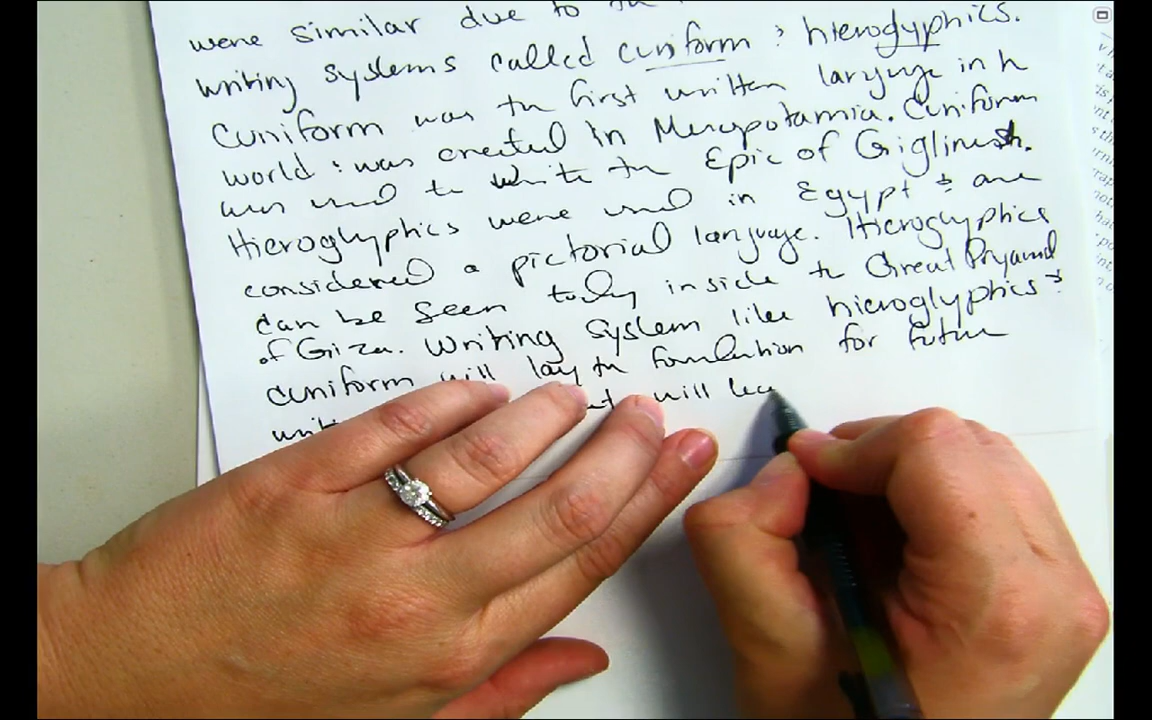 were similar due to
writing systems called cuniform & hieroglyphics.
Cuniform was the first written language in h
world & was created in Mesopotamia. Cuniform
was used to write the Epic of Giglimesh.
Hieroglyphics were used in Egypt & are
considered a pictorial language. Hieroglyphics
can be seen today inside the Great Pryamid
of Giza. Writing system like hieroglyphics &
cuniform will lay the foundation for future
will